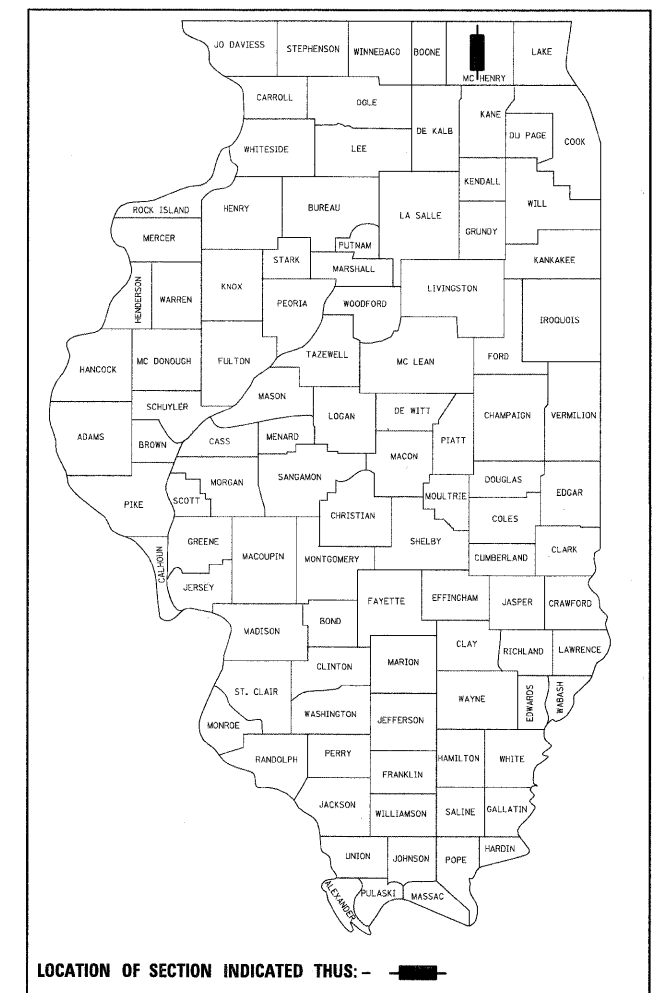 JO DAVIESS
STEPHENSON
WINNEBAGO
BOONE
MC HENRY
LAKE
CARROLL
OGLE
DE KALB
KANE
DU PAGE
COOK
WHITESIDE
LEE
KENDALL
WILL
ROCK ISLAND
HENRY
BUREAU
LA SALLE
GRUNDY
MERCER
PUTNAM
STARK
MARSHALL
KANKAKEE
HENDERSON
WARREN
KNOX
PEORIA
WOODFORD
LIVINGSTON
IROQUOIS
HANCOCK
MC DONOUGH
FULTON
TAZEWELL
MC LEAN
FORD
SCHUYLER
MASON
LOGAN
DE WITT
CHAMPAIGN
VERMILION
ADAMS
BROWN
CASS
MENARD
MACON
PIATT
MORGAN
SANGAMON
DOUGLAS
EDGAR
PIKE
SCOTT
CHRISTIAN
MOULTRIE
COLES
GREENE
MACOUPIN
MONTGOMERY
SHELBY
CUMBERLAND
CLARK
CALHOUN
JERSEY
FAYETTE
EFFINGHAM
JASPER
CRAWFORD
MADISON
BOND
CLAY
RICHLAND
LAWRENCE
CLINTON
MARION
ST. CLAIR
WAYNE
EDWARDS
WABASH
WASHINGTON
JEFFERSON
MONROE
RANDOLPH
PERRY
HAMILTON
WHITE
FRANKLIN
JACKSON
WILLIAMSON
SALINE
GALLATIN
UNION
JOHNSON
POPE
HARDIN
ALEXANDER
PULASKI
MASSAC
LOCATION OF SECTION INDICATED THUS: -